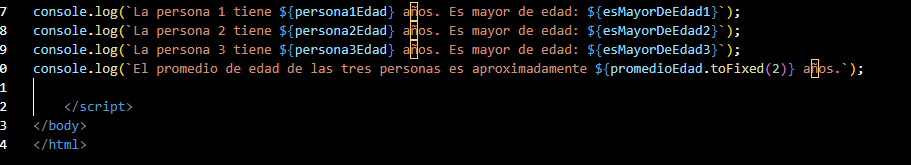 7 console.log(`La persona 1 tiene ${persona1Edad} años. Es mayor de edad: ${esMayorDeEdad1}`);
8 console.log(`La persona 2 tiene ${persona2Edad} años. Es mayor de edad: ${esMayorDeEdad2}`);
9 console.log(`La persona 3 tiene ${persona3Edad} años. Es mayor de edad: ${esMayorDeEdad3}`);
0 console.log(`El promedio de edad de las tres personas es aproximadamente ${promedioEdad.toFixed(2)} años.`);
1
2 </script>
3 </body>
4 </html>